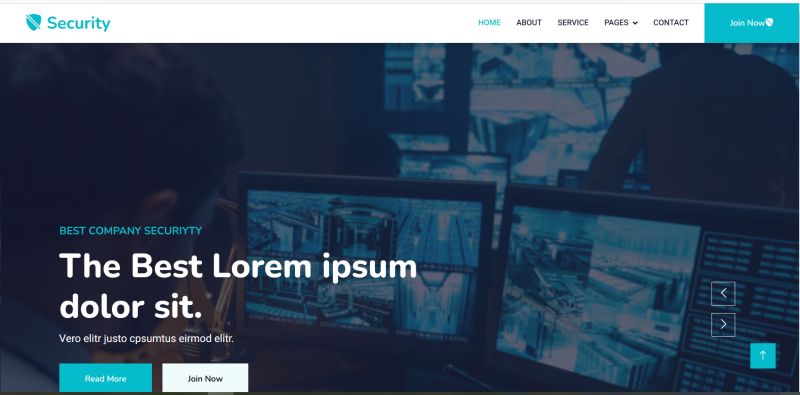 Security
HOME ABOUT SERVICE PAGES CONTACT Join Now
BEST COMPANY SECURIYTY
The Best Lorem ipsum
dolor sit.
Vero elitr justo cpsumtus eirmod elitr.
Read More Join Now